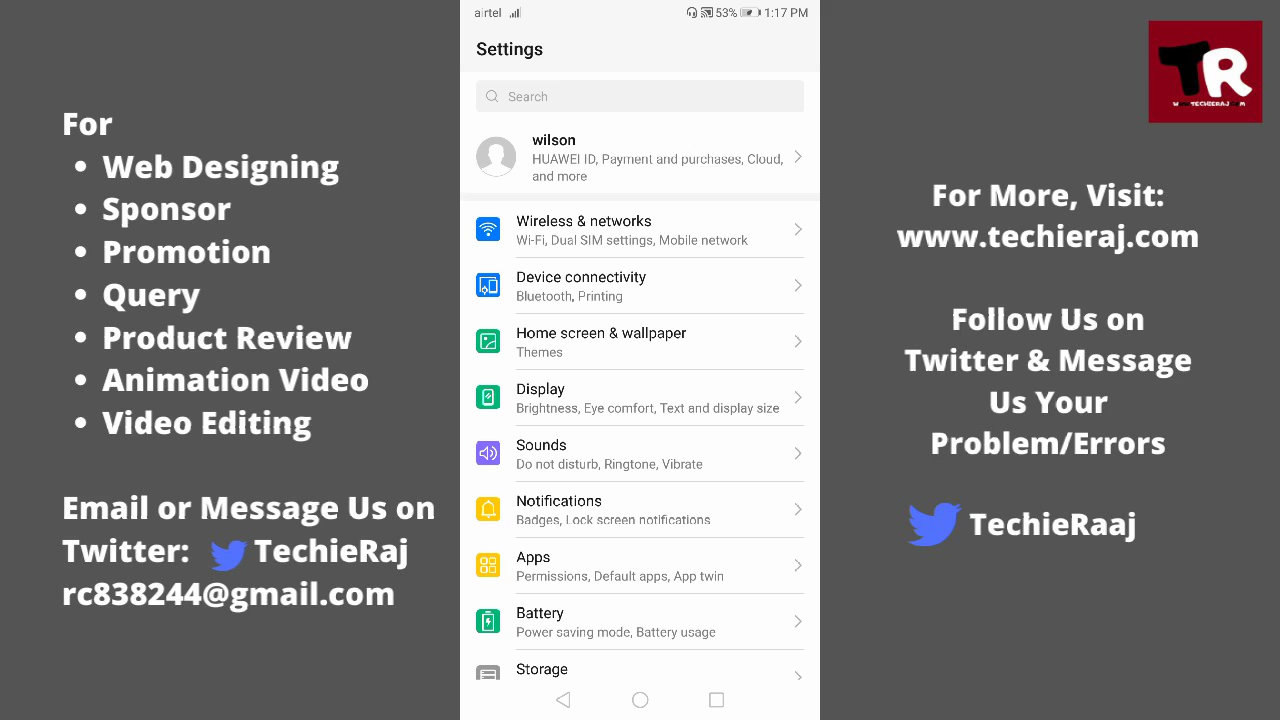 For
• Web Designing
• Sponsor
• Promotion
• Query
• Product Review
• Animation Video
• Video Editing
Email or Message Us on
Twitter: TechieRaj
rc838244@gmail.com
airtel 53% 1:17 PM
Settings
Search
wilson
HUAWEI ID, Payment and purchases, Cloud,
and more
Wireless & networks
Wi-Fi, Dual SIM settings, Mobile network
Device connectivity
Bluetooth, Printing
Home screen & wallpaper
Themes
Display
Brightness, Eye comfort, Text and display size
Sounds
Do not disturb, Ringtone, Vibrate
Notifications
Badges, Lock screen notifications
Apps
Permissions, Default apps, App twin
Battery
Power saving mode, Battery usage
Storage
TR
WWW.TECHIERAJ.COM
For More, Visit:
www.techieraj.com
Follow Us on
Twitter & Message
Us Your
Problem/Errors
TechieRaaj